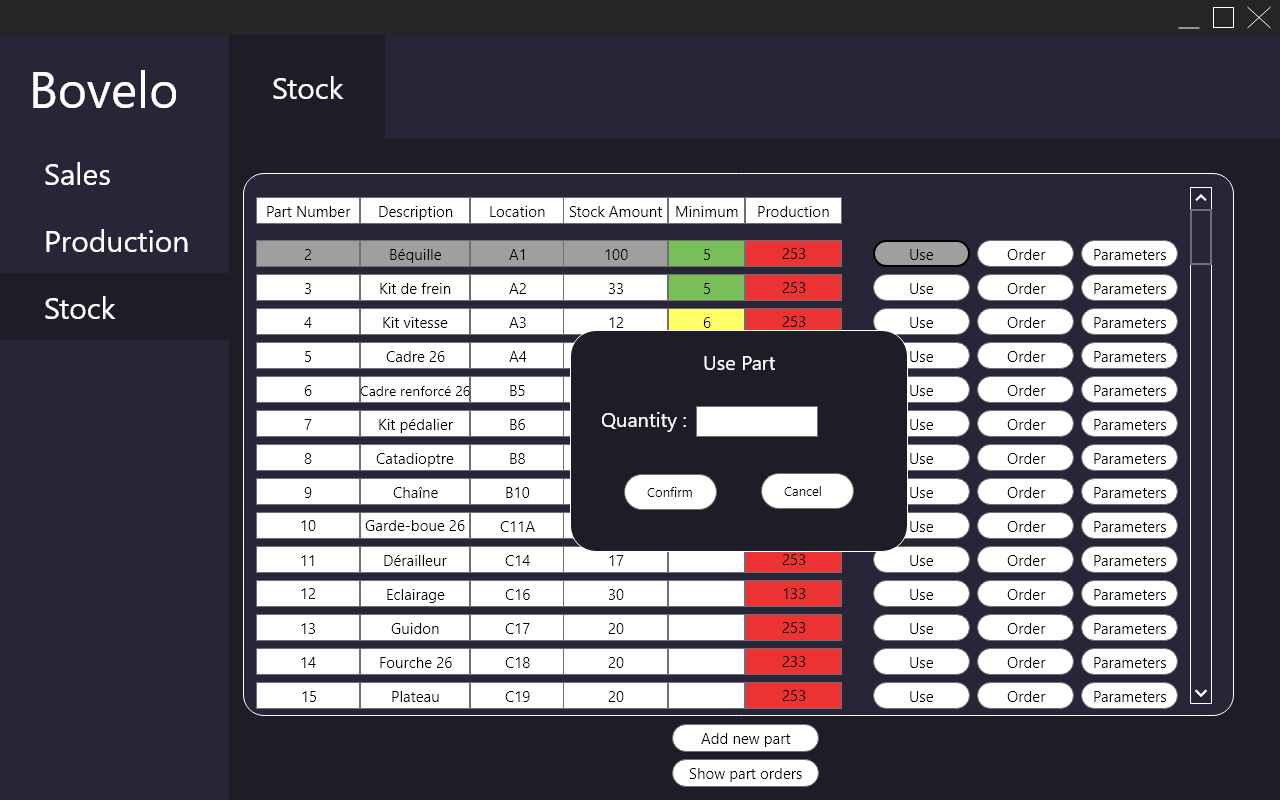 Bovelo
Stock
Sales
Production
Stock
Part Number Description Location Stock Amount Minimum Production
2 Béquille A1 100 5 253 Use Order Parameters
3 Kit de frein A2 33 5 253 Use Order Parameters
4 Kit vitesse A3 12 6 253 Use Order Parameters
5 Cadre 26 A4 Use Order Parameters
6 Cadre renforcé 26 B5 Use Order Parameters
7 Kit pédalier B6 Use Order Parameters
8 Catadioptre B8 Use Order Parameters
9 Chaîne B10 Use Order Parameters
10 Garde-boue 26 C11A Use Order Parameters
11 Dérailleur C14 17 253 Use Order Parameters
12 Eclairage C16 30 133 Use Order Parameters
13 Guidon C17 20 253 Use Order Parameters
14 Fourche 26 C18 20 233 Use Order Parameters
15 Plateau C19 20 253 Use Order Parameters
Use Part
Quantity :
Confirm Cancel
Add new part
Show part orders